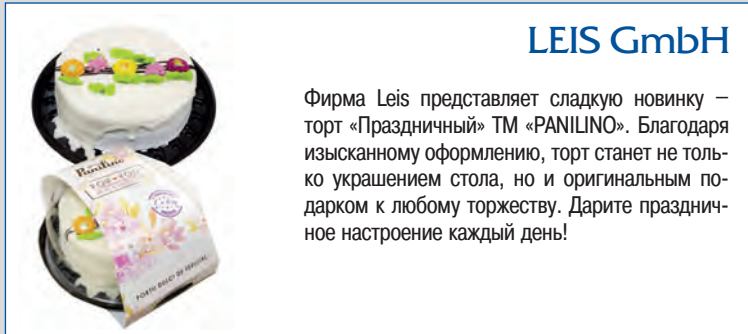 LEIS GmbH
Фирма Leis представляет сладкую новинку –
торт «Праздничный» ТМ «PANILINO». Благодаря
изысканному оформлению, торт станет не толь-
ко украшением стола, но и оригинальным по-
дарком к любому торжеству. Дарите празднич-
ное настроение каждый день!
Panilino